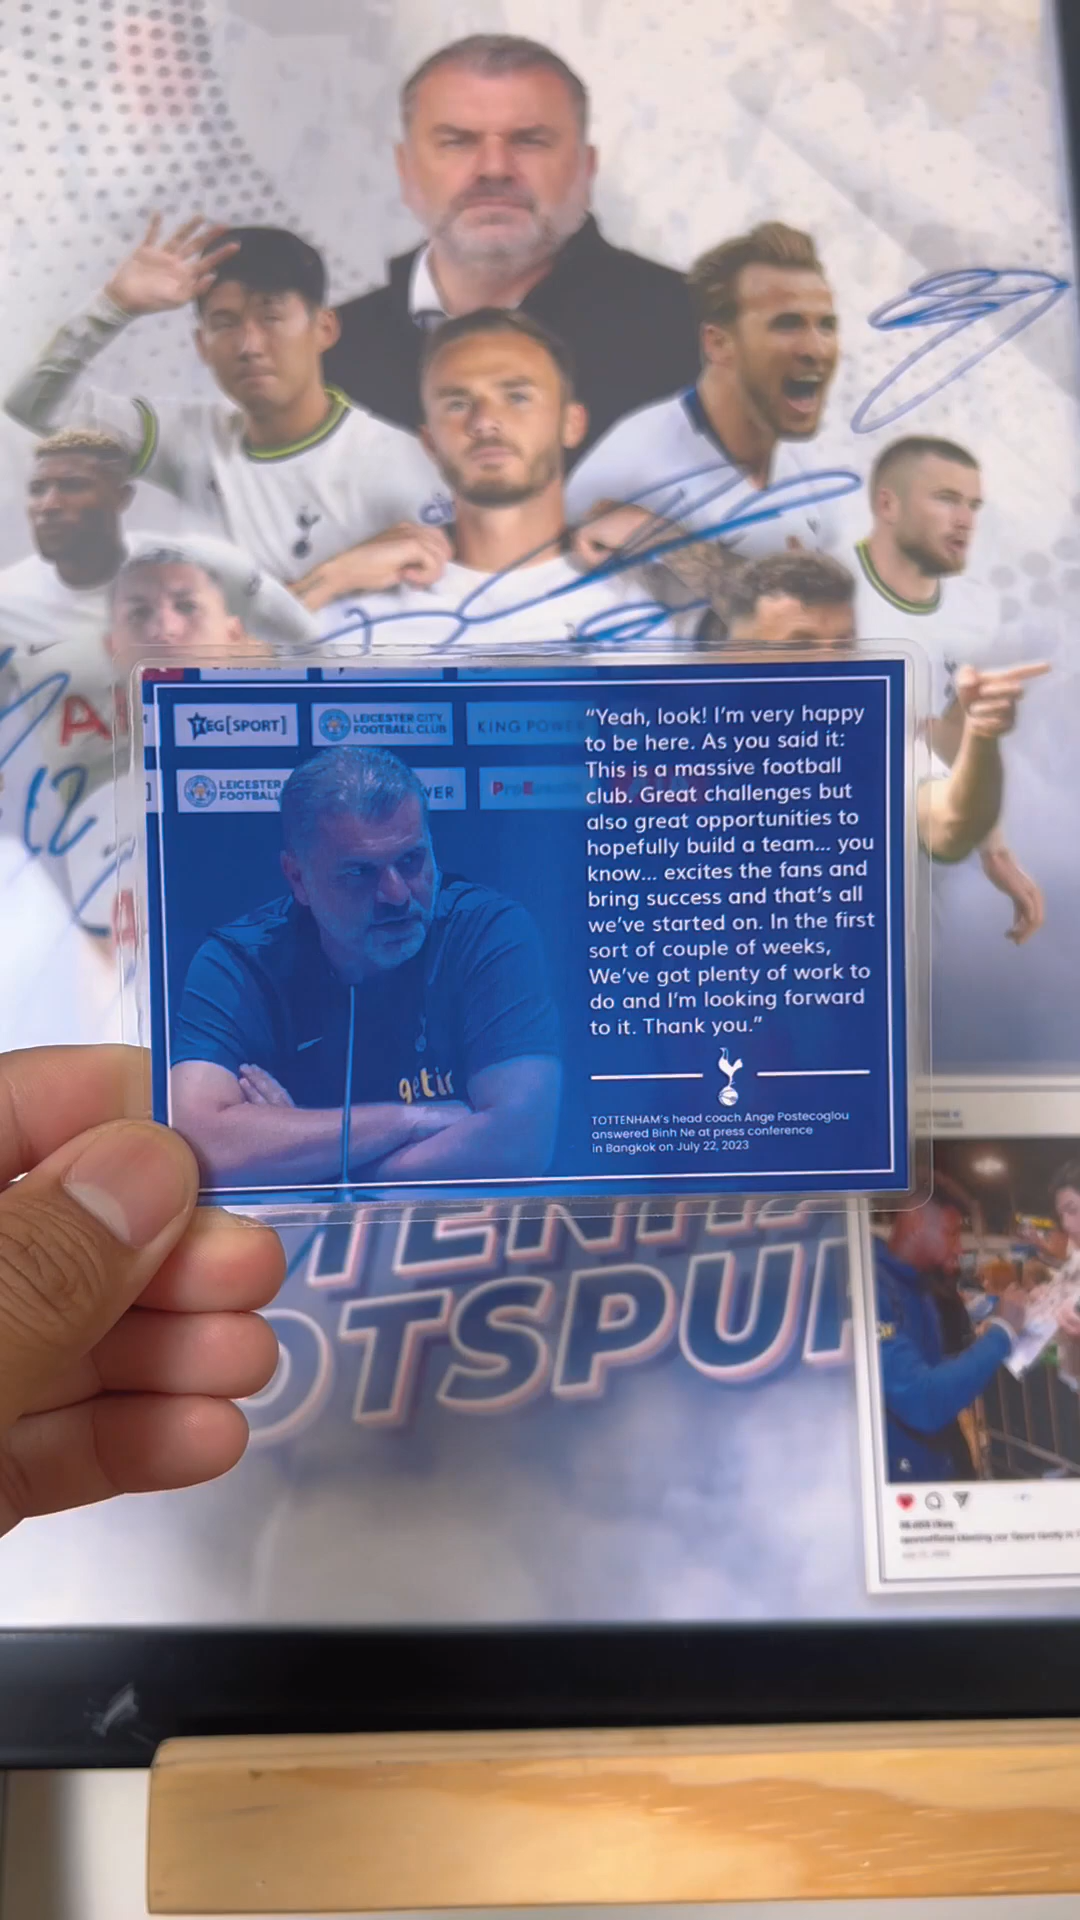 12
TEG[SPORT]
LEICESTER CITY
FOOTBALL CLUB
KING POWER
LEICESTER
FOOTBALL
VER
getir
“Yeah, look! I’m very happy
to be here. As you said it:
This is a massive football
club. Great challenges but
also great opportunities to
hopefully build a team... you
know... excites the fans and
bring success and that’s all
we’ve started on. In the first
sort of couple of weeks,
We’ve got plenty of work to
do and I’m looking forward
to it. Thank you.”
TOTTENHAM’s head coach Ange Postecoglou
answered Binh Ne at press conference
in Bangkok on July 22, 2023
TENHA
OTSPUR